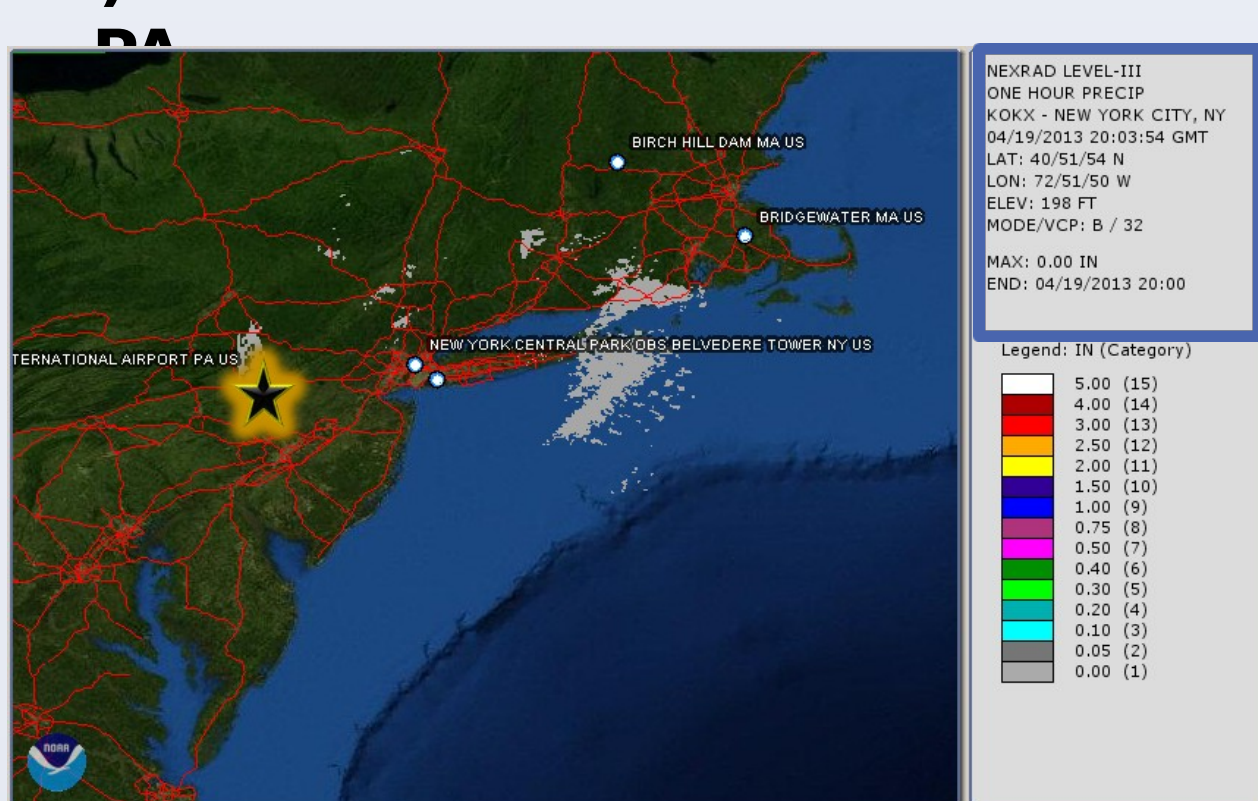 PA
BIRCH HILL DAM MA US
BRIDGEWATER MA US
NEW YORK CENTRAL PARK OBS BELVEDERE TOWER NY US
TERNATIONAL AIRPORT PA US
NOAA
NEXRAD LEVEL-III
ONE HOUR PRECIP
KOKX - NEW YORK CITY, NY
04/19/2013 20:03:54 GMT
LAT: 40/51/54 N
LON: 72/51/50 W
ELEV: 198 FT
MODE/VCP: B / 32
MAX: 0.00 IN
END: 04/19/2013 20:00
Legend: IN (Category)
5.00 (15)
4.00 (14)
3.00 (13)
2.50 (12)
2.00 (11)
1.50 (10)
1.00 (9)
0.75 (8)
0.50 (7)
0.40 (6)
0.30 (5)
0.20 (4)
0.10 (3)
0.05 (2)
0.00 (1)